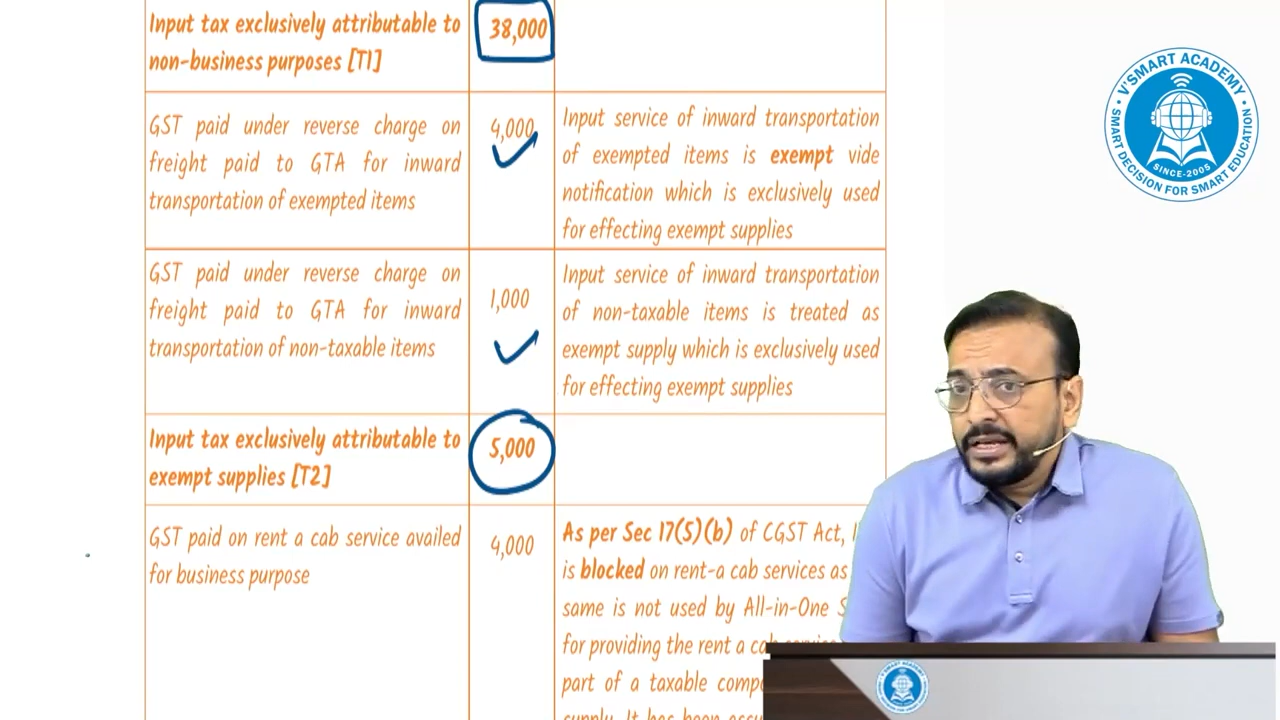 Input tax exclusively attributable to
non-business purposes [T1]
38,000
GST paid under reverse charge on
freight paid to GTA for inward
transportation of exempted items
4,000
Input service of inward transportation
of exempted items is exempt vide
notification which is exclusively used
for effecting exempt supplies
GST paid under reverse charge on
freight paid to GTA for inward
transportation of non-taxable items
1,000
Input service of inward transportation
of non-taxable items is treated as
exempt supply which is exclusively used
for effecting exempt supplies
Input tax exclusively attributable to
exempt supplies [T2]
5,000
GST paid on rent a cab service availed
for business purpose
4,000
As per Sec 17(5)(b) of CGST Act,
is blocked on rent-a cab services as
same is not used by All-in-One
for providing the rent a cab
part of a taxable
supply. It has been
V'SMART ACADEMY
SINCE-2005
SMART DECISION FOR SMART EDUCATION